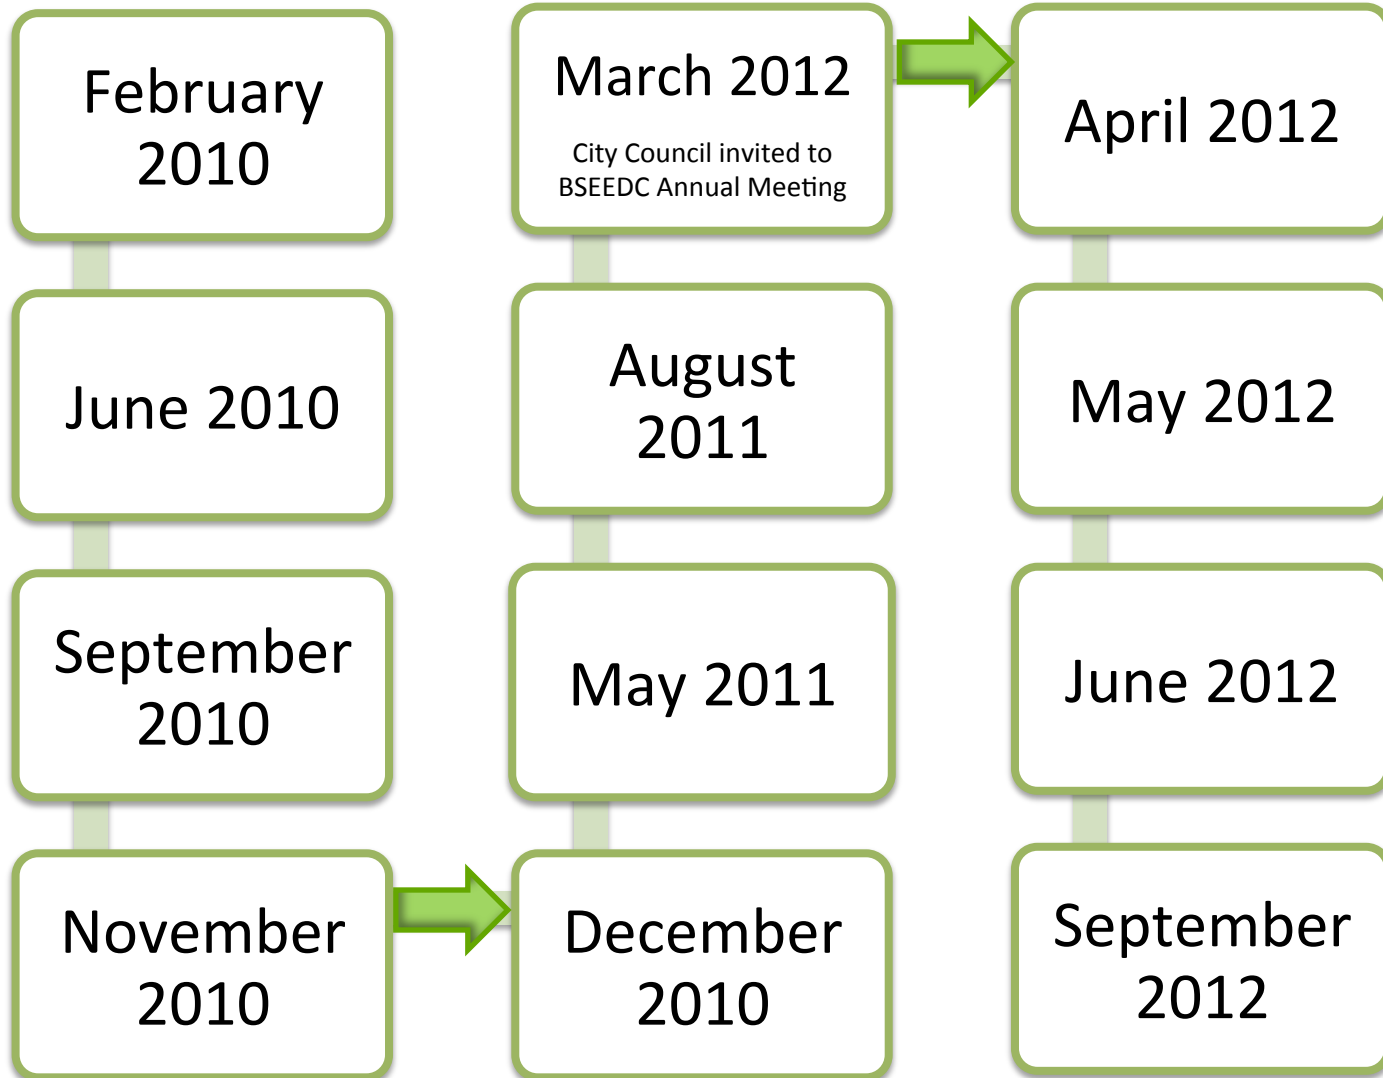 February
2010
June 2010
September
2010
November
2010
December
2010
May 2011
August
2011
March 2012
City Council invited to
BSEEDC Annual Meeting
April 2012
May 2012
June 2012
September
2012